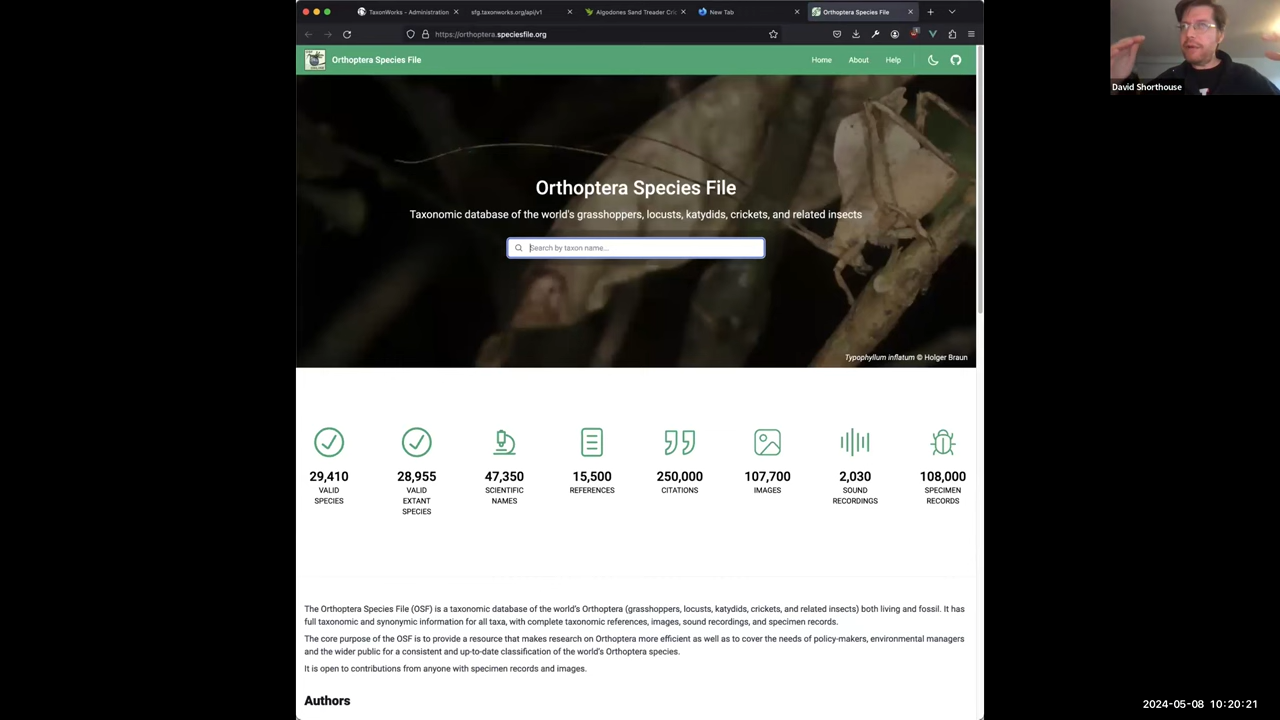 TaxonWorks - Administration
sfg.taxonworks.org/api/v1
Algodones Sand Treader Cric
New Tab
Orthoptera Species File
https://orthoptera.speciesfile.org
Orthoptera Species File
Home
About
Help
David Shorthouse
Orthoptera Species File
Taxonomic database of the world's grasshoppers, locusts, katydids, crickets, and related insects
Search by taxon name...
Typophyllum inflatum © Holger Braun
29,410
VALID
SPECIES
28,955
VALID
EXTANT
SPECIES
47,350
SCIENTIFIC
NAMES
15,500
REFERENCES
250,000
CITATIONS
107,700
IMAGES
2,030
SOUND
RECORDINGS
108,000
SPECIMEN
RECORDS
The Orthoptera Species File (OSF) is a taxonomic database of the world's Orthoptera (grasshoppers, locusts, katydids, crickets, and related insects) both living and fossil. It has
full taxonomic and synonymic information for all taxa, with complete taxonomic references, images, sound recordings, and specimen records.
The core purpose of the OSF is to provide a resource that makes research on Orthoptera more efficient as well as to cover the needs of policy-makers, environmental managers
and the wider public for a consistent and up-to-date classification of the world's Orthoptera species.
It is open to contributions from anyone with specimen records and images.
Authors
2024-05-08 10:20:21